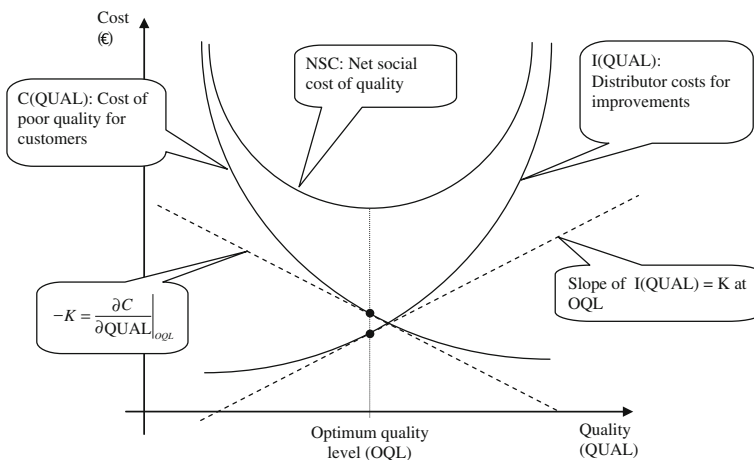 Cost
(€)
NSC: Net social
cost of quality
I(QUAL):
Distributor costs for
improvements
C(QUAL): Cost of
poor quality for
customers
−K = ∂C/∂QUAL|OQL
Slope of I(QUAL) = K at
OQL
Optimum quality
level (OQL)
Quality
(QUAL)